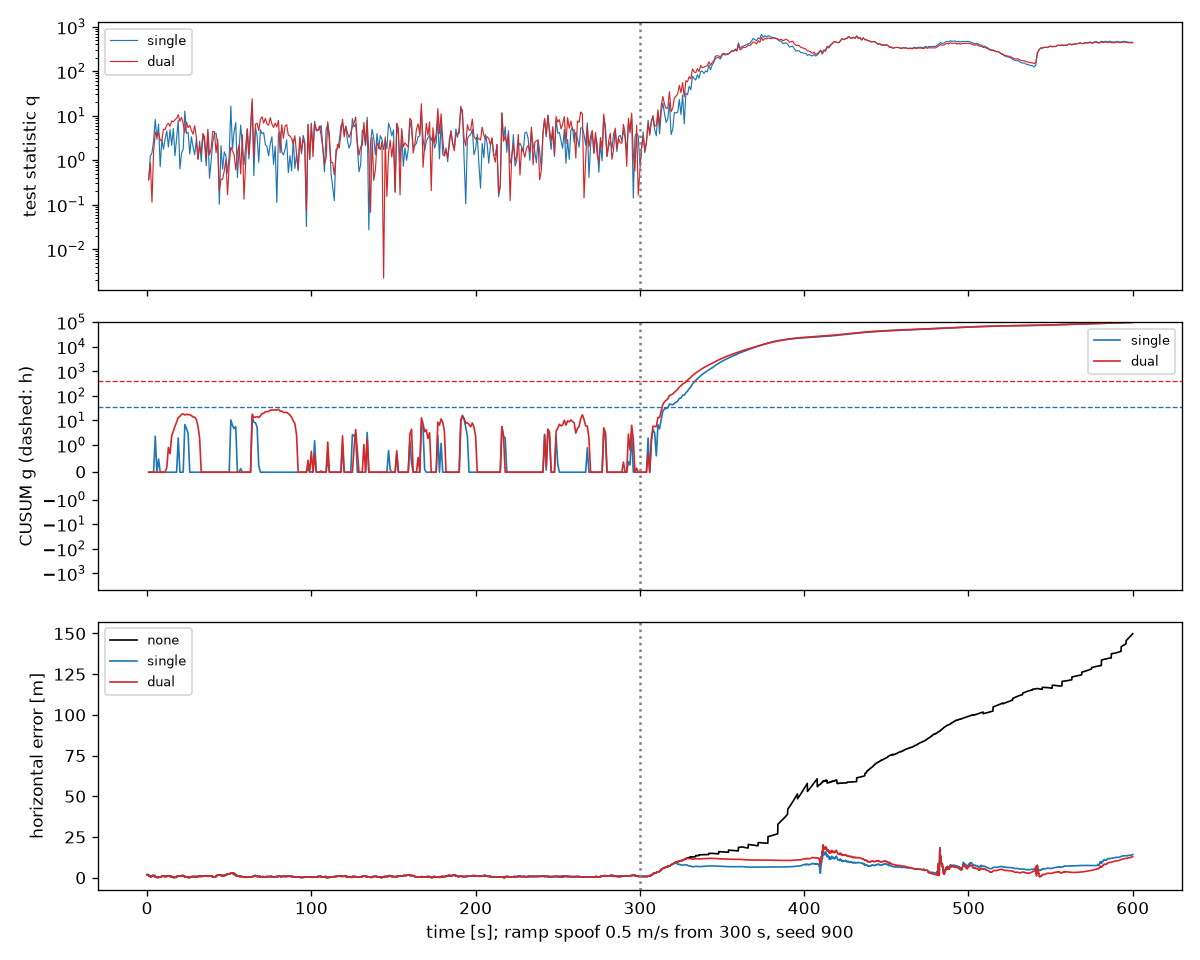 single
dual
10³
10²
10¹
10⁰
10⁻¹
10⁻²
test statistic q
single
dual
10⁵
10⁴
10³
10²
10¹
10⁰
0
−10⁰
−10¹
−10²
−10³
CUSUM g (dashed: h)
none
single
dual
150
125
100
75
50
25
0
horizontal error [m]
0 100 200 300 400 500 600
time [s]; ramp spoof 0.5 m/s from 300 s, seed 900